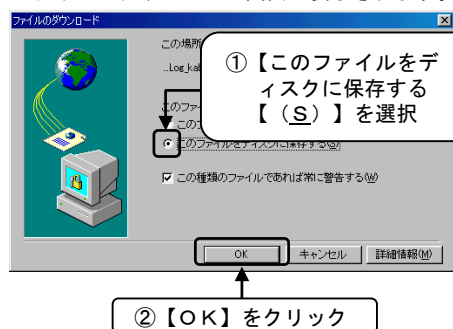 ファイルのダウンロード
この場所
...Log_ka
①【このファイルをデ
ィスクに保存する
【（S）】を選択
このファ
この
このファイルをディスクに保存する(S)
この種類のファイルであれば常に警告する(W)
OK
キャンセル
詳細情報(M)
②【ＯＫ】をクリック